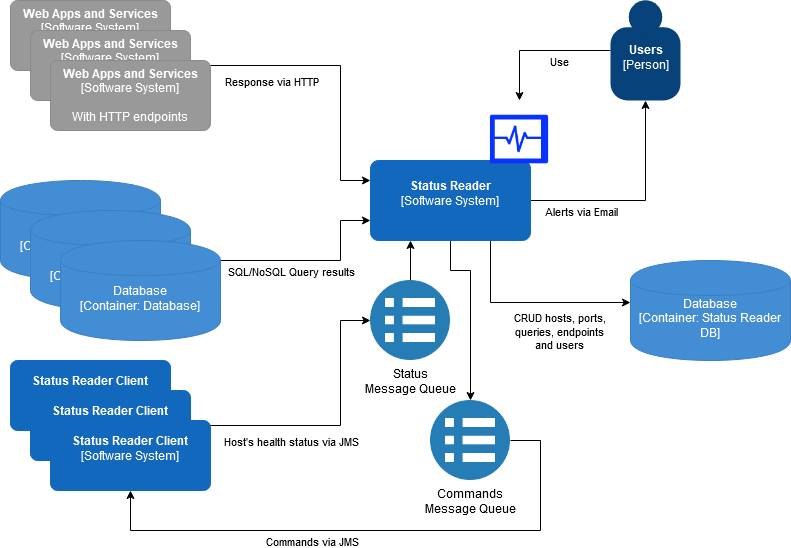 Web Apps and Services
[Software System]
Web Apps and Services
[Software System]
Web Apps and Services
[Software System]
With HTTP endpoints
Response via HTTP
Use
Users
[Person]
Status Reader
[Software System]
Alerts via Email
[C
[C
Database
[Container: Database]
SQL/NoSQL Query results
CRUD hosts, ports,
queries, endpoints
and users
Database
[Container: Status Reader
DB]
Status
Message Queue
Status Reader Client
Status Reader Client
Status Reader Client
[Software System]
Host's health status via JMS
Commands
Message Queue
Commands via JMS